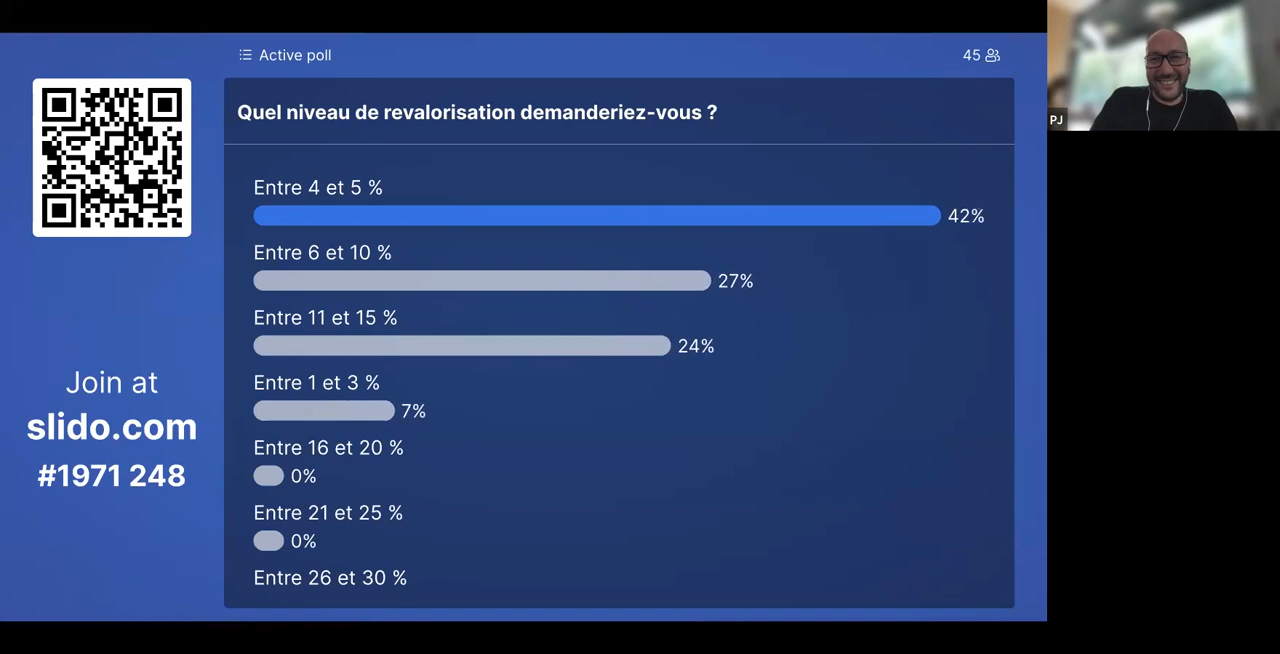 Active poll
45
Quel niveau de revalorisation demanderiez-vous ?
Entre 4 et 5 %
42%
Entre 6 et 10 %
27%
Entre 11 et 15 %
24%
Entre 1 et 3 %
7%
Entre 16 et 20 %
0%
Entre 21 et 25 %
0%
Entre 26 et 30 %
Join at
slido.com
#1971 248
PJ